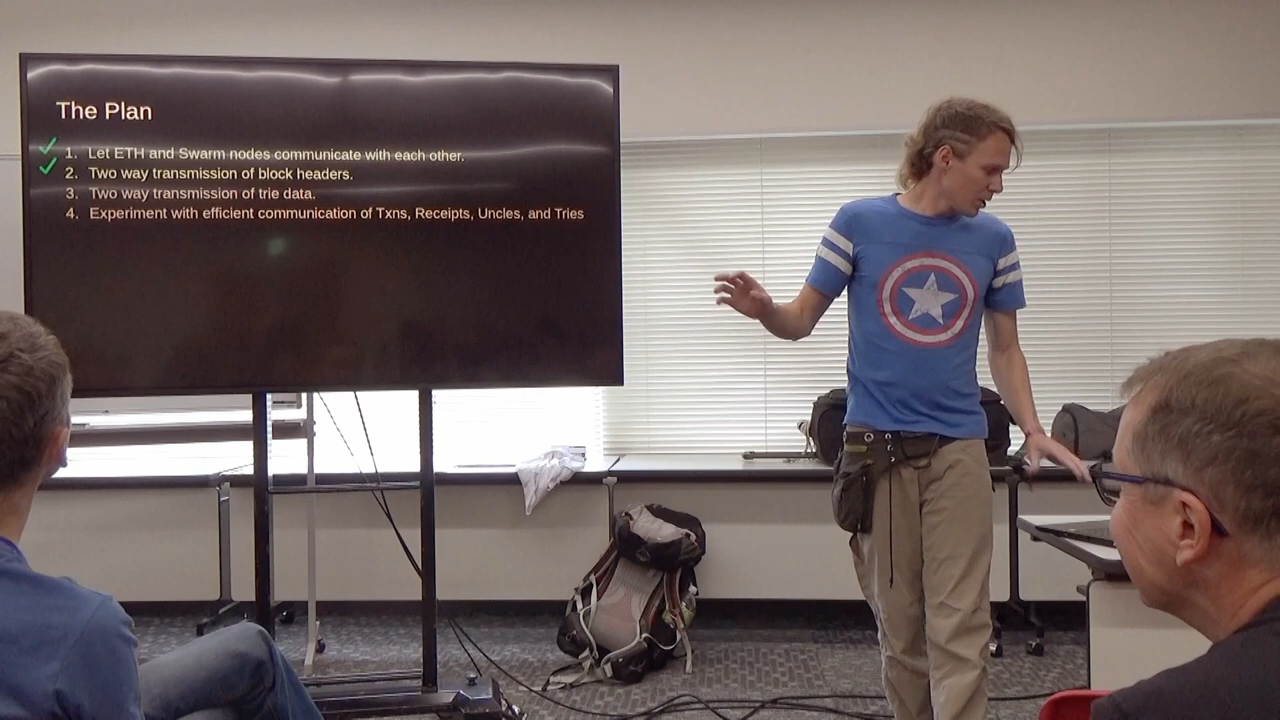 The Plan
1. Let ETH and Swarm nodes communicate with each other.
2. Two way transmission of block headers.
3. Two way transmission of trie data.
4. Experiment with efficient communication of Txns, Receipts, Uncles, and Tries